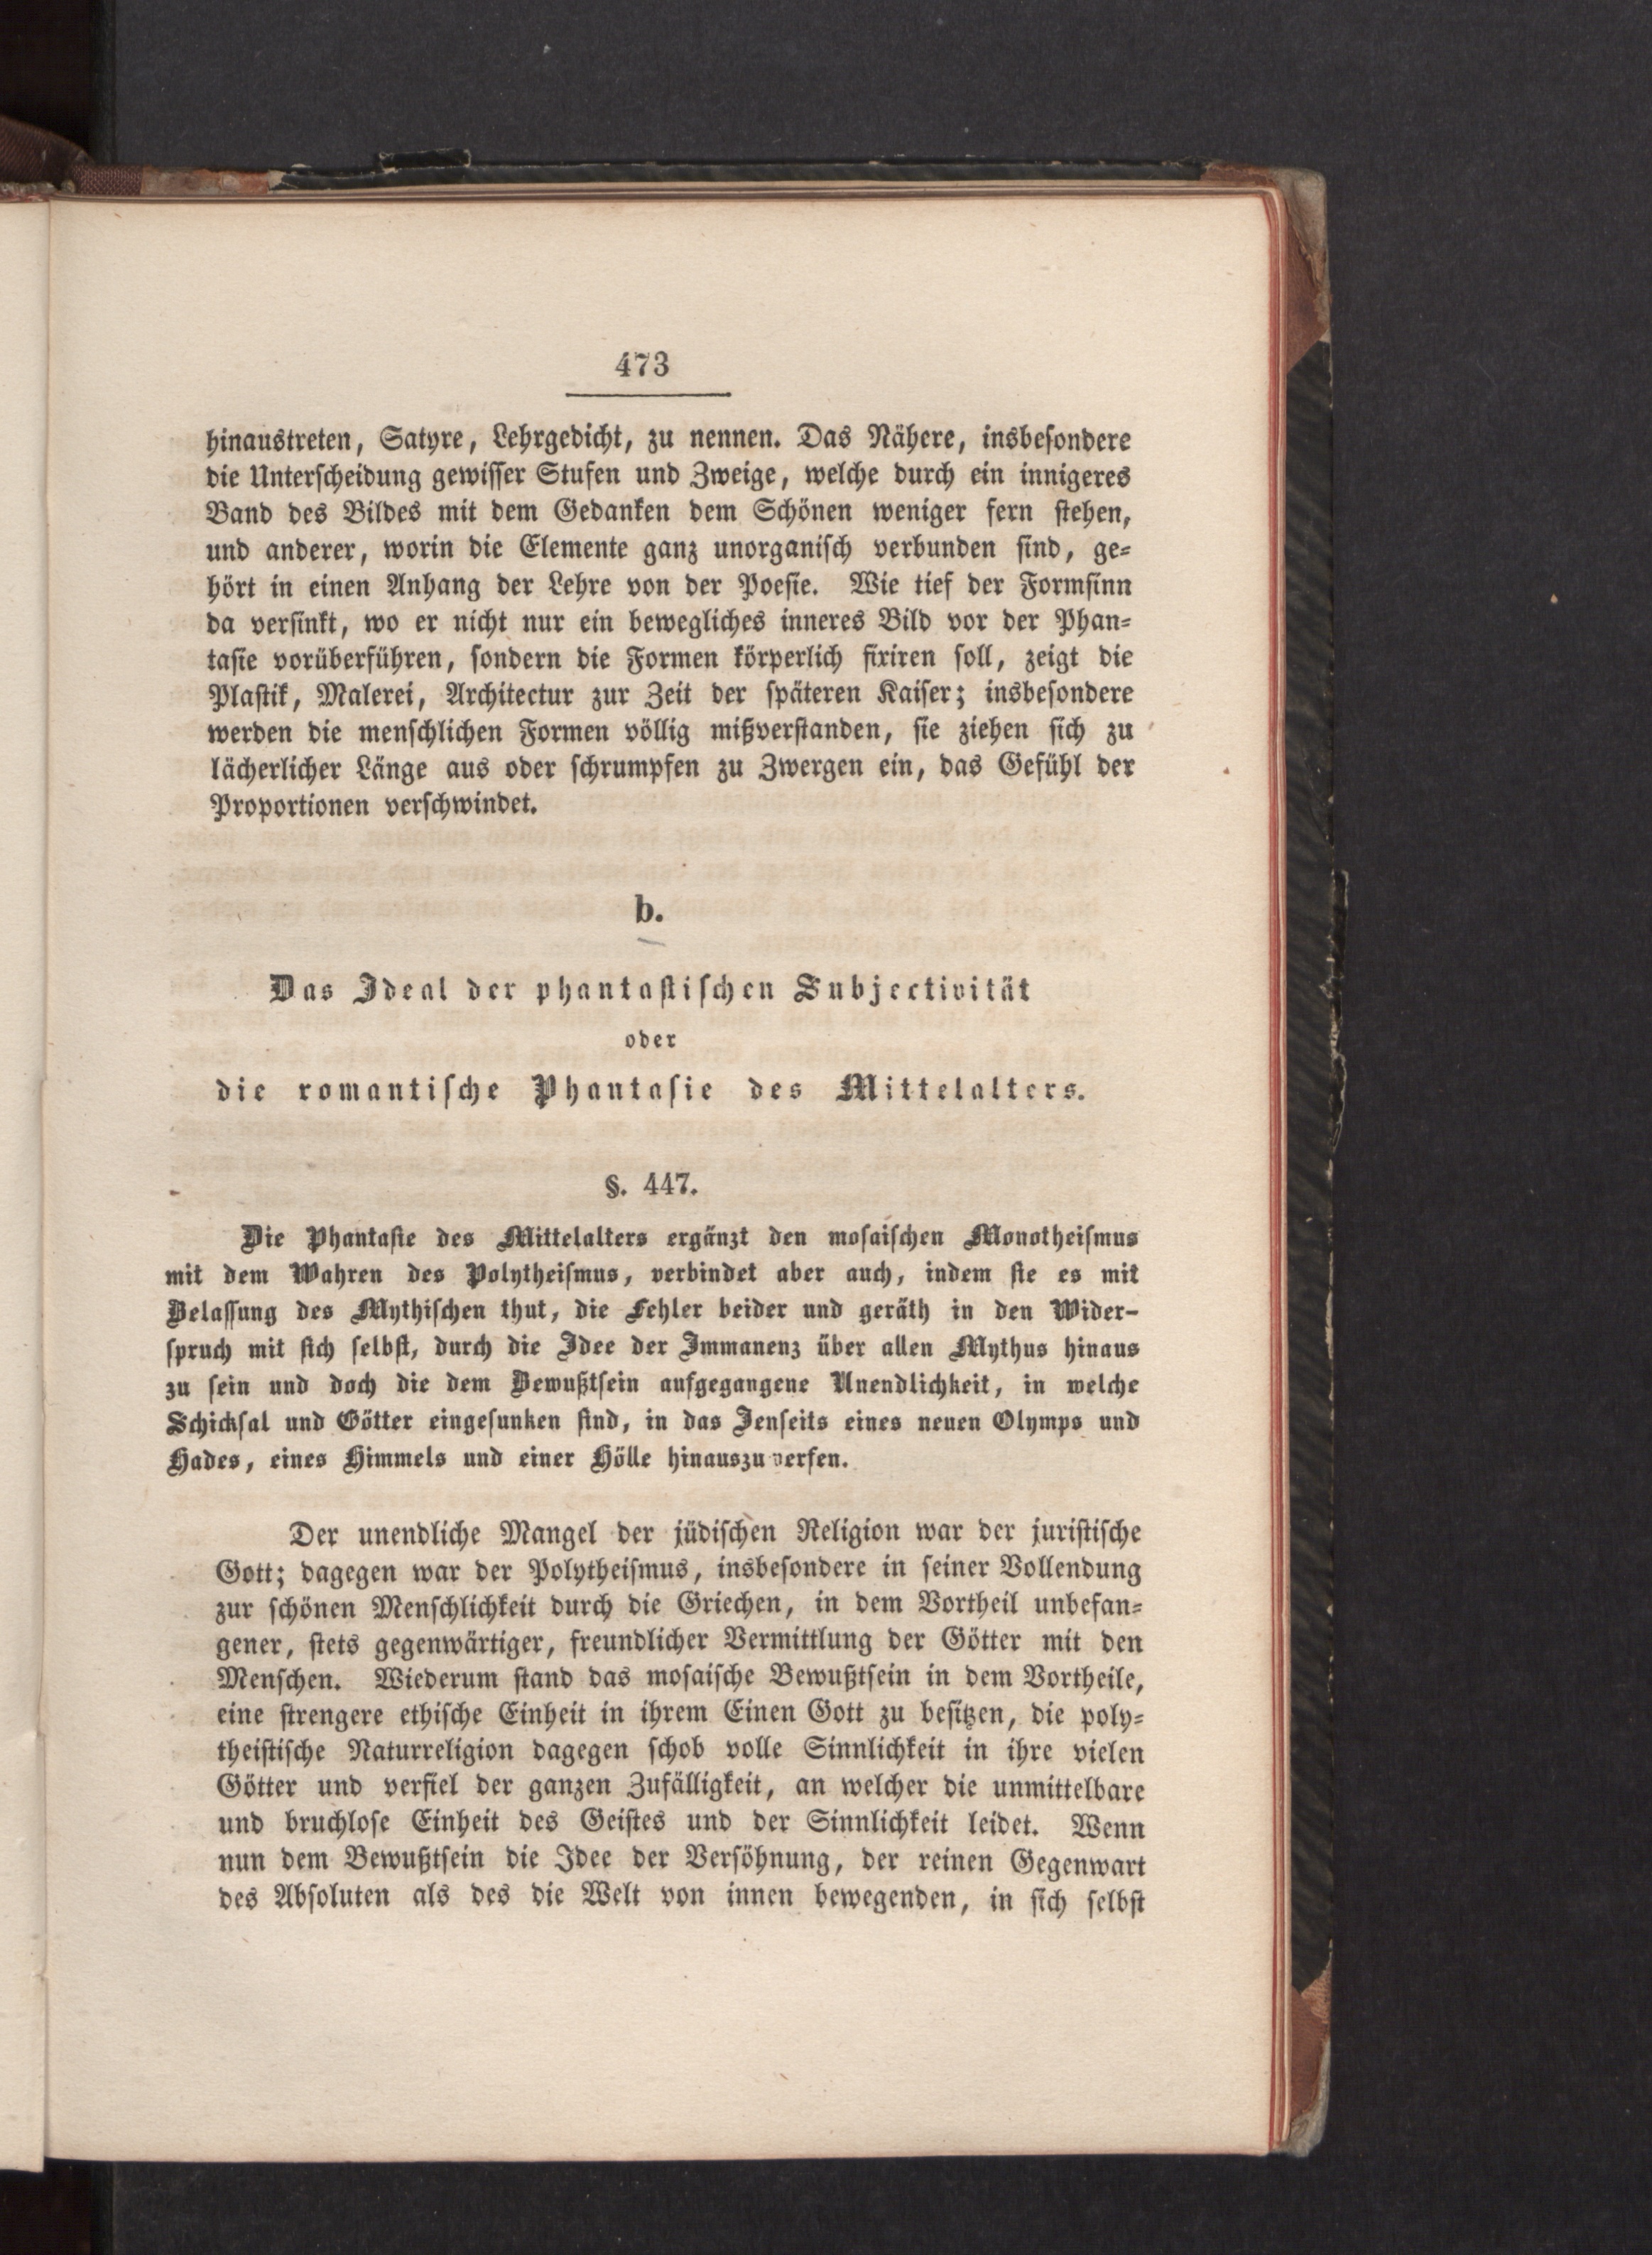 473
hinaustreten, Satyre, Lehrgedicht, zu nennen. Das Nähere, insbesondere
die Unterscheidung gewisser Stufen und Zweige, welche durch ein innigeres
Band des Bildes mit dem Gedanken dem Schönen weniger fern stehen,
und anderer, worin die Elemente ganz unorganisch verbunden sind, ge-
hört in einen Anhang der Lehre von der Poesie. Wie tief der Formsinn
da versinkt, wo er nicht nur ein bewegliches inneres Bild vor der Phan-
tasie vorüberführen, sondern die Formen körperlich fixiren soll, zeigt die
Plastik, Malerei, Architectur zur Zeit der späteren Kaiser; insbesondere
werden die menschlichen Formen völlig mißverstanden, sie ziehen sich zu
lächerlicher Länge aus oder schrumpfen zu Zwergen ein, das Gefühl der
Proportionen verschwindet.
b.
Das Ideal der phantastischen Subjectivität
oder
die romantische Phantasie des Mittelalters.
§. 447.
Die Phantasie des Mittelalters ergänzt den mosaischen Monotheismus
mit dem Wahren des Polytheismus, verbindet aber auch, indem sie es mit
Belassung des Mythischen thut, die Fehler beider und geräth in den Wider-
spruch mit sich selbst, durch die Idee der Immanenz über allen Mythus hinaus
zu sein und doch die dem Bewußtsein aufgegangene Unendlichkeit, in welche
Schicksal und Götter eingesunken sind, in das Jenseits eines neuen Olymps und
Hades, eines Himmels und einer Hölle hinauszuwerfen.
Der unendliche Mangel der jüdischen Religion war der juristische
Gott; dagegen war der Polytheismus, insbesondere in seiner Vollendung
zur schönen Menschlichkeit durch die Griechen, in dem Vortheil unbefan-
gener, stets gegenwärtiger, freundlicher Vermittlung der Götter mit den
Menschen. Wiederum stand das mosaische Bewußtsein in dem Vortheile,
eine strengere ethische Einheit in ihrem Einen Gott zu besitzen, die poly-
theistische Naturreligion dagegen schob volle Sinnlichkeit in ihre vielen
Götter und verfiel der ganzen Zufälligkeit, an welcher die unmittelbare
und bruchlose Einheit des Geistes und der Sinnlichkeit leidet. Wenn
nun dem Bewußtsein die Idee der Versöhnung, der reinen Gegenwart
des Absoluten als des die Welt von innen bewegenden, in sich selbst